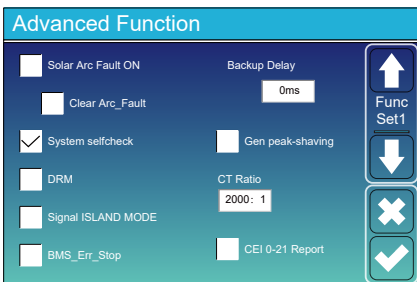 Advanced Function
Solar Arc Fault ON
Backup Delay
0ms
Clear Arc_Fault
Func
Set1
System selfcheck
Gen peak-shaving
DRM
CT Ratio
2000: 1
Signal ISLAND MODE
BMS_Err_Stop
CEI 0-21 Report